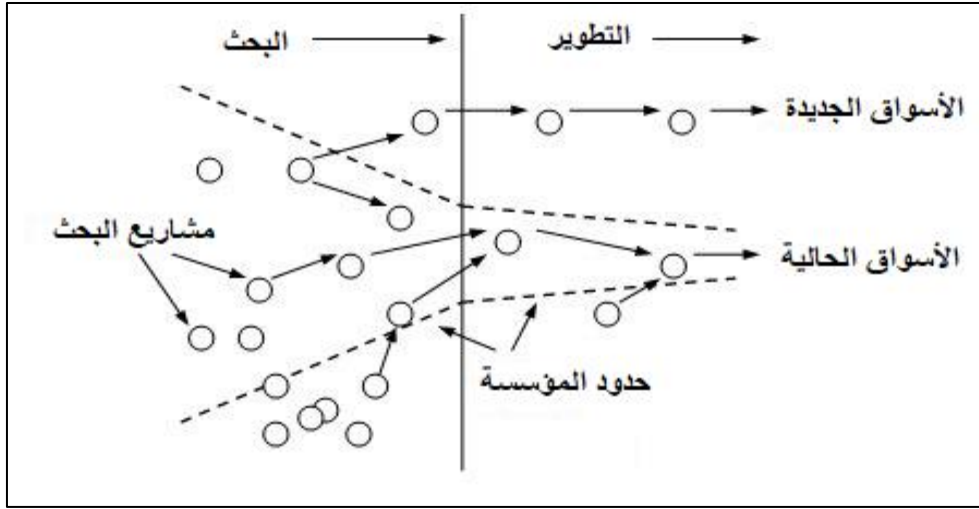 البحث
التطوير
الأسواق الجديدة
مشاريع البحث
الأسواق الحالية
حدود المؤسسة